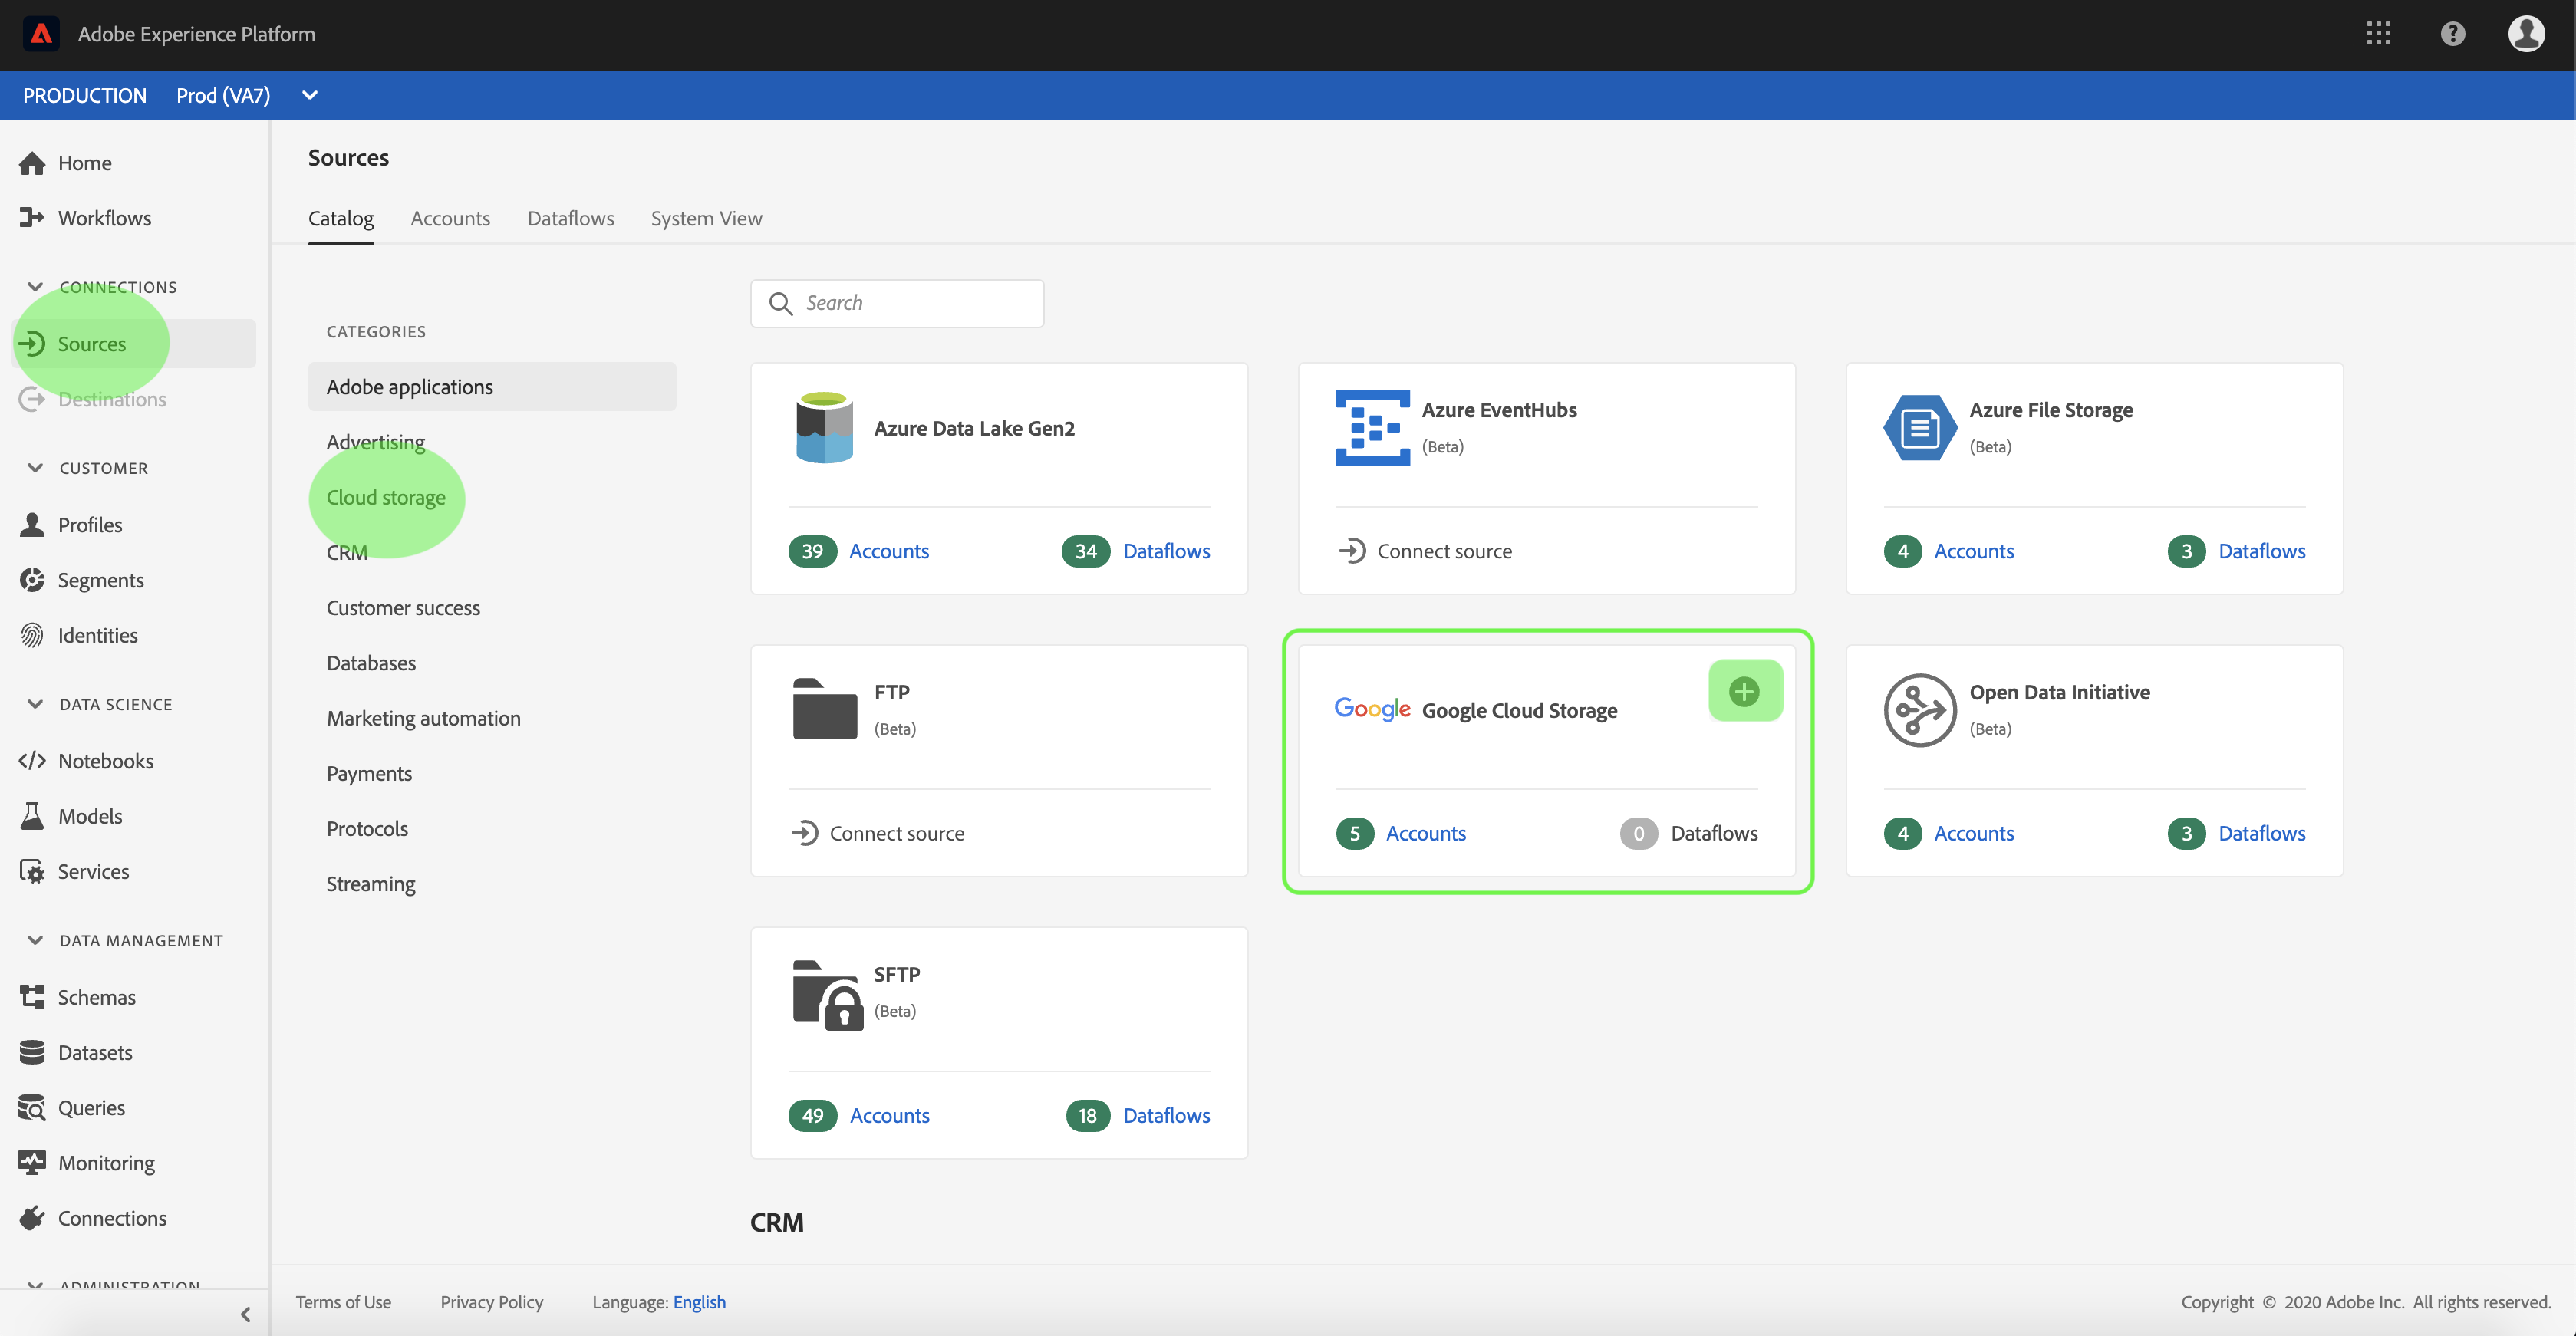 Adobe Experience Platform
PRODUCTION Prod (VA7)
Home
Workflows
CONNECTIONS
Sources
Destinations
CUSTOMER
Profiles
Segments
Identities
DATA SCIENCE
Notebooks
Models
Services
DATA MANAGEMENT
Schemas
Datasets
Queries
Monitoring
Connections
ADMINISTRATION
Sources
Catalog Accounts Dataflows System View
CATEGORIES
Adobe applications
Advertising
Cloud storage
CRM
Customer success
Databases
Marketing automation
Payments
Protocols
Streaming
Search
Azure Data Lake Gen2
39 Accounts 34 Dataflows
Azure EventHubs
(Beta)
Connect source
Azure File Storage
(Beta)
4 Accounts 3 Dataflows
FTP
(Beta)
Connect source
Google Google Cloud Storage
5 Accounts 0 Dataflows
Open Data Initiative
(Beta)
4 Accounts 3 Dataflows
SFTP
(Beta)
49 Accounts 18 Dataflows
CRM
Terms of Use Privacy Policy Language: English
Copyright © 2020 Adobe Inc. All rights reserved.